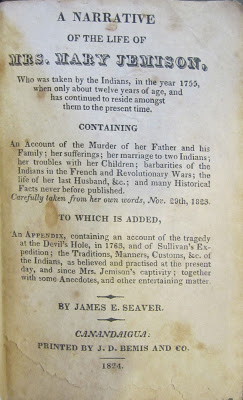 A NARRATIVE
OF THE LIFE OF
MRS. MARY JEMISON,
Who was taken by the Indians, in the year 1755,
when only about twelve years of age, and
has continued to reside amongst
them to the present time.
CONTAINING
An Account of the Murder of her Father and his
Family; her sufferings; her marriage to two Indians;
her troubles with her Children; barbarities of the
Indians in the French and Revolutionary Wars; the
life of her last Husband, &c.; and many Historical
Facts never before published.
Carefully taken from her own words, Nov. 29th, 1823.
TO WHICH IS ADDED,
An APPENDIX, containing an account of the tragedy
at the Devil's Hole, in 1763, and of Sullivan's Ex-
pedition; the Traditions, Manners, Customs, &c. of
the Indians, as believed and practised at the present
day, and since Mrs. Jemison's captivity; together
with some Anecdotes, and other entertaining matter.
BY JAMES E. SEAVER.
CANANDAIGUA:
PRINTED BY J. D. BEMIS AND CO.
1824.